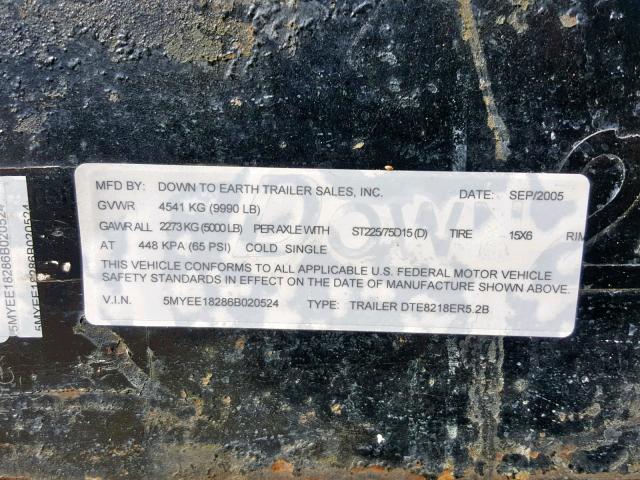 MFD BY: DOWN TO EARTH TRAILER SALES, INC. DATE: SEP/2005
GVWR 4541 KG (9990 LB)
GAWR ALL 2273 KG (5000 LB) PER AXLE WITH ST225/75D15 (D) TIRE 15X6 RIM
AT 448 KPA (65 PSI) COLD SINGLE
THIS VEHICLE CONFORMS TO ALL APPLICABLE U.S. FEDERAL MOTOR VEHICLE
SAFETY STANDARDS IN EFFECT ON THE DATE OF MANUFACTURE SHOWN ABOVE.
V.I.N. 5MYEE18286B020524 TYPE: TRAILER DTE8218ER5.2B
DOWN
5MYEE18286B020524
5MYEE18286B020524